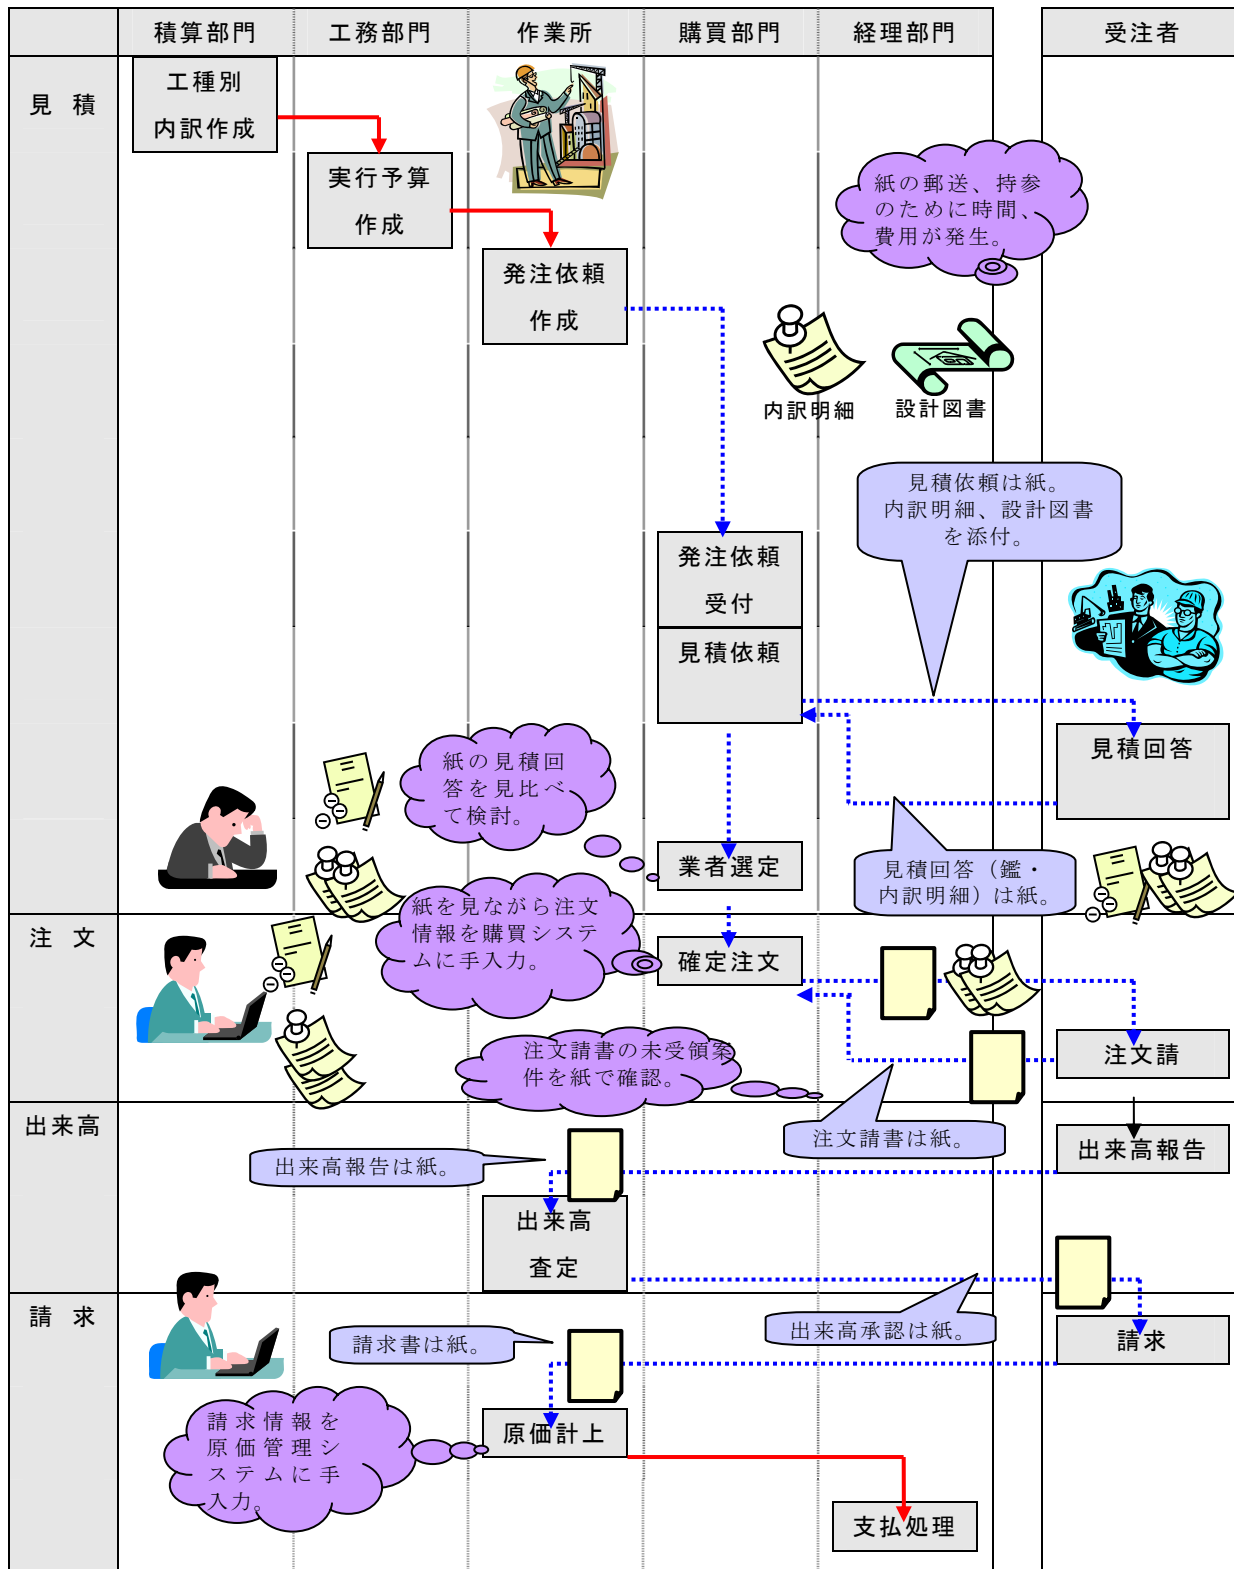 積算部門
工務部門
作業所
購買部門
経理部門
受注者
見 積
工種別
内訳作成
実行予算
作成
紙の郵送、持参
のために時間、
費用が発生。
発注依頼
作成
内訳明細
設計図書
見積依頼は紙。
内訳明細、設計図書
を添付。
発注依頼
受付
見積依頼
見積回答
紙の見積回
答を見比べ
て検討。
業者選定
見積回答（鑑・
内訳明細）は紙。
注 文
紙を見ながら注文
情報を購買システ
ムに手入力。
確定注文
注文請書の未受領案
件を紙で確認。
注文請
注文請書は紙。
出来高
出来高報告
出来高報告は紙。
出来高
査定
請 求
出来高承認は紙。
請求
請求書は紙。
原価計上
請求情報を
原価管理シ
ステムに手
入力。
支払処理